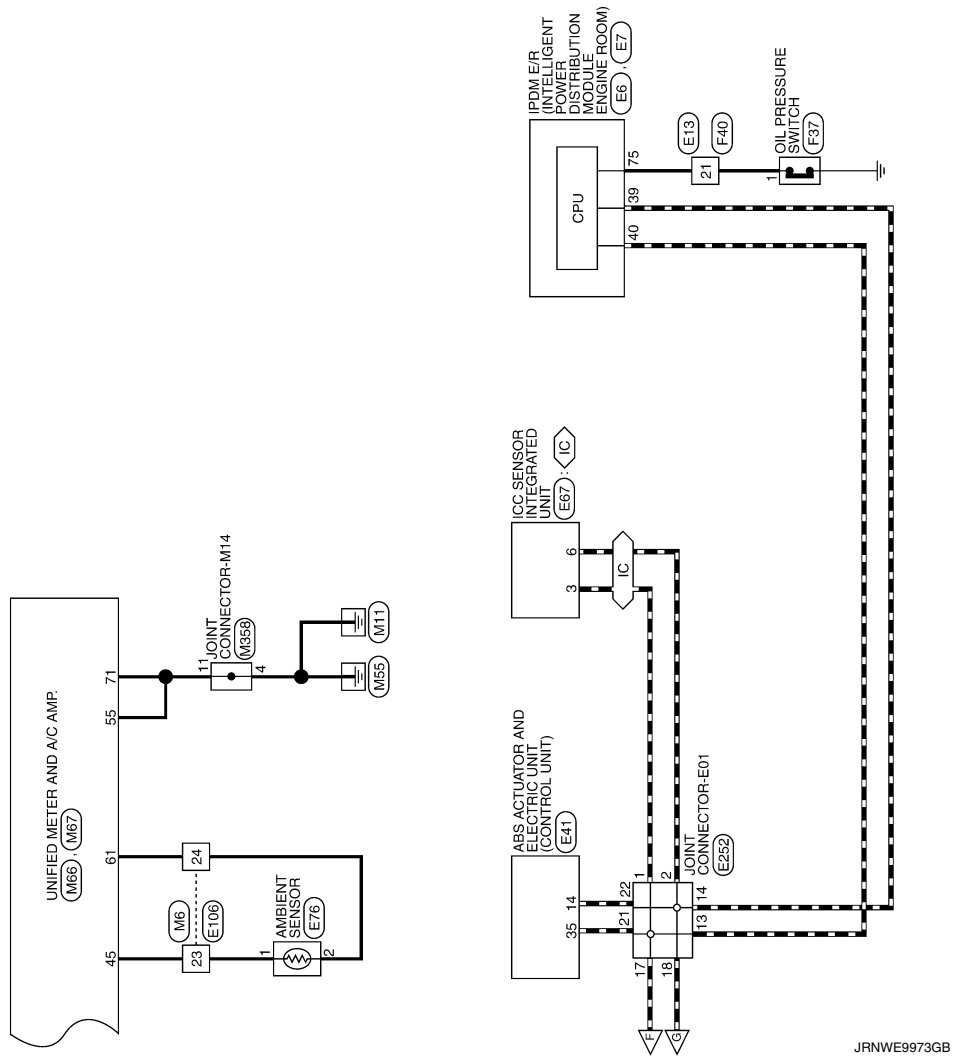 UNIFIED METER AND A/C AMP.
M66 , M67
45
61
55
71
23
24
M6
E106
AMBIENT
SENSOR
E76
1
2
11
JOINT
CONNECTOR-M14
M358
4
M55
M11
ABS ACTUATOR AND
ELECTRIC UNIT
(CONTROL UNIT)
E41
35
14
21
22
17
18
1
2
13
14
JOINT
CONNECTOR-E01
E252
F
G
ICC SENSOR
INTEGRATED
UNIT
E67 : IC
3
6
IC
IPDM E/R
(INTELLIGENT
POWER
DISTRIBUTION
MODULE
ENGINE ROOM)
E6 , E7
CPU
40
39
75
21
E13
F40
1
OIL PRESSURE
SWITCH
F37
JRNWE9973GB